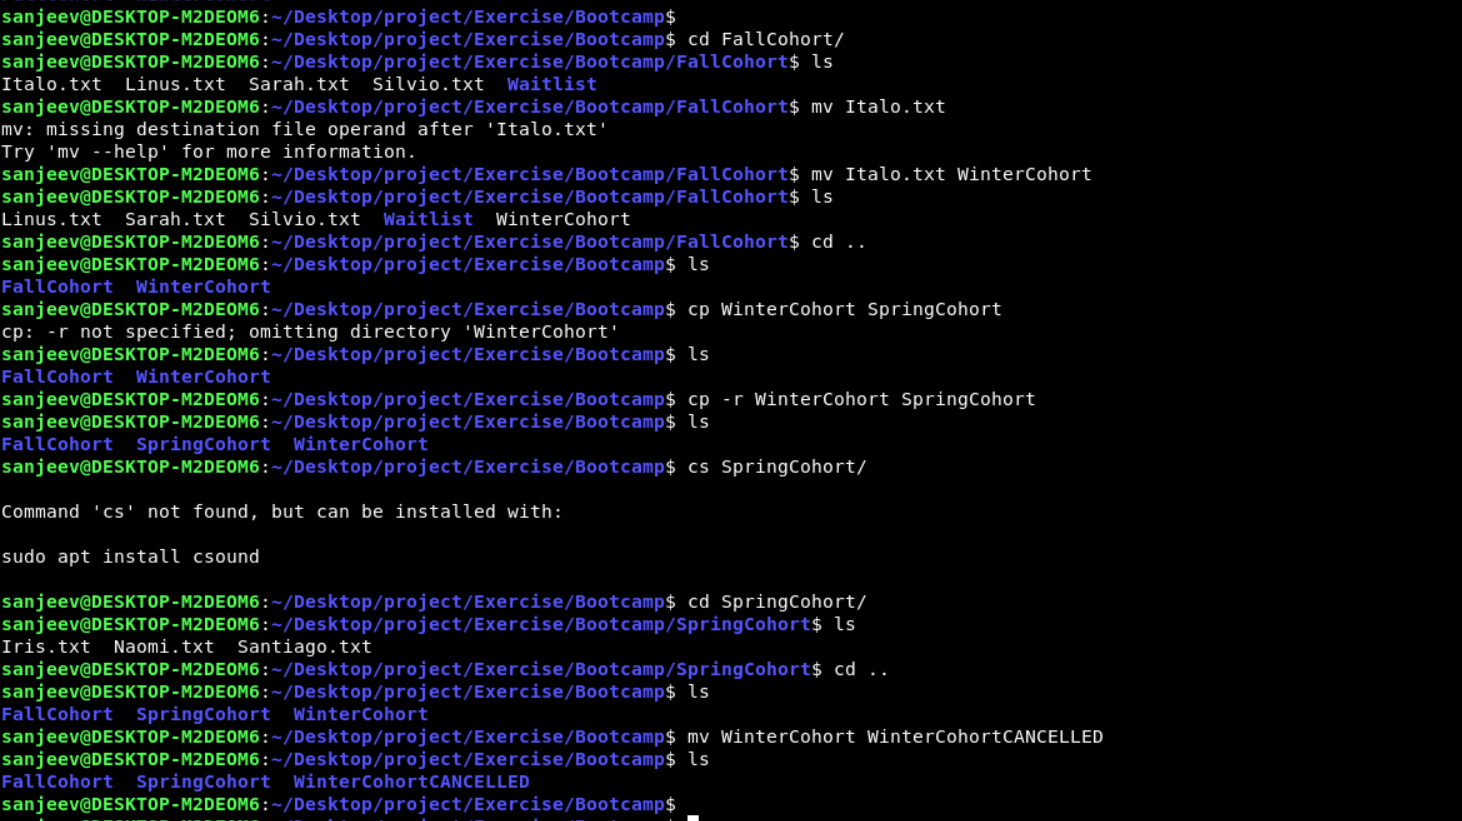 sanjeev@DESKTOP-M2DEOM6:~/Desktop/project/Exercise/Bootcamp$
sanjeev@DESKTOP-M2DEOM6:~/Desktop/project/Exercise/Bootcamp$ cd FallCohort/
sanjeev@DESKTOP-M2DEOM6:~/Desktop/project/Exercise/Bootcamp/FallCohort$ ls
Italo.txt  Linus.txt  Sarah.txt  Silvio.txt  Waitlist
sanjeev@DESKTOP-M2DEOM6:~/Desktop/project/Exercise/Bootcamp/FallCohort$ mv Italo.txt
mv: missing destination file operand after 'Italo.txt'
Try 'mv --help' for more information.
sanjeev@DESKTOP-M2DEOM6:~/Desktop/project/Exercise/Bootcamp/FallCohort$ mv Italo.txt WinterCohort
sanjeev@DESKTOP-M2DEOM6:~/Desktop/project/Exercise/Bootcamp/FallCohort$ ls
Linus.txt  Sarah.txt  Silvio.txt  Waitlist  WinterCohort
sanjeev@DESKTOP-M2DEOM6:~/Desktop/project/Exercise/Bootcamp/FallCohort$ cd ..
sanjeev@DESKTOP-M2DEOM6:~/Desktop/project/Exercise/Bootcamp$ ls
FallCohort  WinterCohort
sanjeev@DESKTOP-M2DEOM6:~/Desktop/project/Exercise/Bootcamp$ cp WinterCohort SpringCohort
cp: -r not specified; omitting directory 'WinterCohort'
sanjeev@DESKTOP-M2DEOM6:~/Desktop/project/Exercise/Bootcamp$ ls
FallCohort  WinterCohort
sanjeev@DESKTOP-M2DEOM6:~/Desktop/project/Exercise/Bootcamp$ cp -r WinterCohort SpringCohort
sanjeev@DESKTOP-M2DEOM6:~/Desktop/project/Exercise/Bootcamp$ ls
FallCohort  SpringCohort  WinterCohort
sanjeev@DESKTOP-M2DEOM6:~/Desktop/project/Exercise/Bootcamp$ cs SpringCohort/
Command 'cs' not found, but can be installed with:
sudo apt install csound
sanjeev@DESKTOP-M2DEOM6:~/Desktop/project/Exercise/Bootcamp$ cd SpringCohort/
sanjeev@DESKTOP-M2DEOM6:~/Desktop/project/Exercise/Bootcamp/SpringCohort$ ls
Iris.txt  Naomi.txt  Santiago.txt
sanjeev@DESKTOP-M2DEOM6:~/Desktop/project/Exercise/Bootcamp/SpringCohort$ cd ..
sanjeev@DESKTOP-M2DEOM6:~/Desktop/project/Exercise/Bootcamp$ ls
FallCohort  SpringCohort  WinterCohort
sanjeev@DESKTOP-M2DEOM6:~/Desktop/project/Exercise/Bootcamp$ mv WinterCohort WinterCohortCANCELLED
sanjeev@DESKTOP-M2DEOM6:~/Desktop/project/Exercise/Bootcamp$ ls
FallCohort  SpringCohort  WinterCohortCANCELLED
sanjeev@DESKTOP-M2DEOM6:~/Desktop/project/Exercise/Bootcamp$